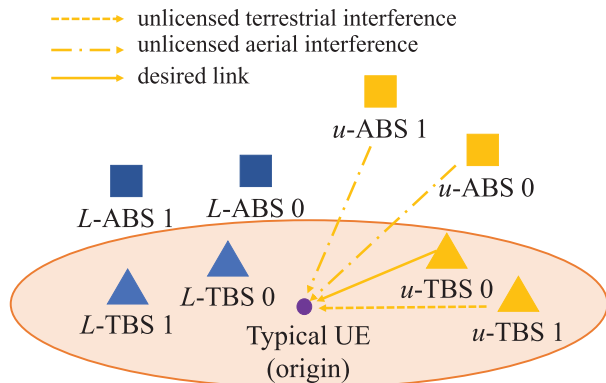 unlicensed terrestrial interference
unlicensed aerial interference
desired link
u-ABS 1
u-ABS 0
L-ABS 1
L-ABS 0
L-TBS 0
L-TBS 1
u-TBS 0
u-TBS 1
Typical UE
(origin)